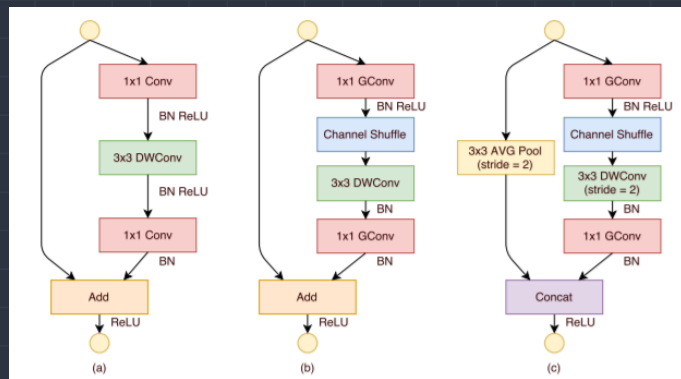 1x1 Conv
BN ReLU
3x3 DWConv
BN ReLU
1x1 Conv
BN
Add
ReLU
(a)
1x1 GConv
BN ReLU
Channel Shuffle
3x3 DWConv
BN
1x1 GConv
BN
Add
ReLU
(b)
1x1 GConv
BN ReLU
Channel Shuffle
3x3 AVG Pool
(stride = 2)
3x3 DWConv
(stride = 2)
BN
1x1 GConv
BN
Concat
ReLU
(c)